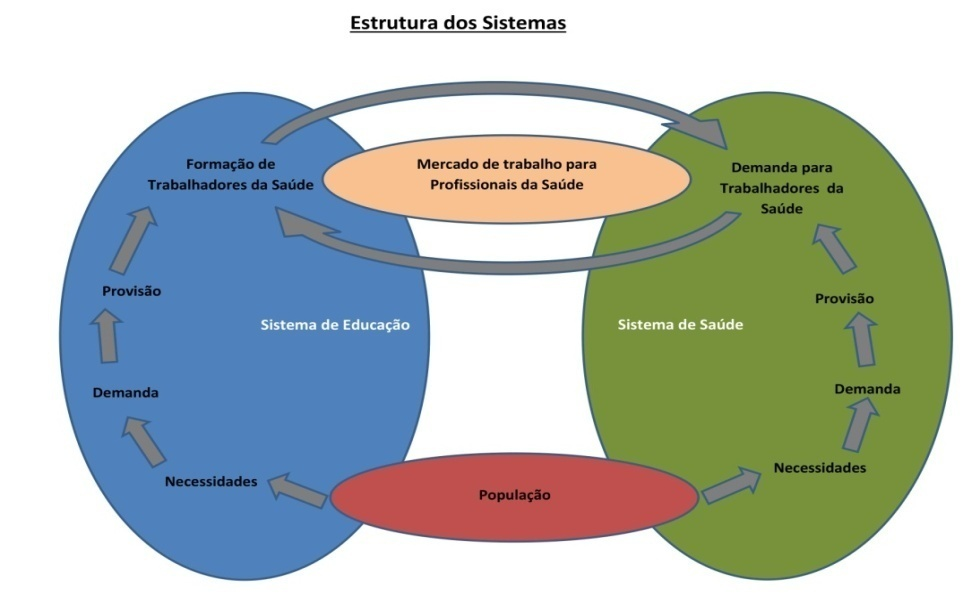 Estrutura dos Sistemas
Formação de
Trabalhadores da Saúde
Mercado de trabalho para
Profissionais da Saúde
Demanda para
Trabalhadores da
Saúde
Provisão
Provisão
Sistema de Educação
Sistema de Saúde
Demanda
Demanda
Necessidades
Necessidades
População